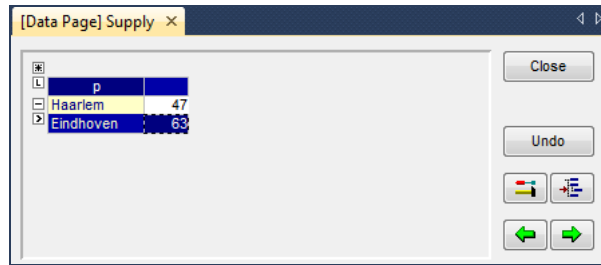 [Data Page] Supply
Close
L
p
Haarlem 47
Eindhoven 63
Undo